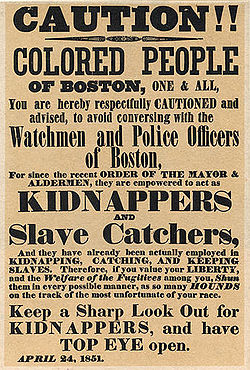 CAUTION!!
COLORED PEOPLE
OF BOSTON, ONE & ALL,
You are hereby respectfully CAUTIONED and
advised, to avoid conversing with the
Watchmen and Police Officers
of Boston,
For since the recent ORDER OF THE MAYOR &
ALDERMEN, they are empowered to act as
KIDNAPPERS
AND
Slave Catchers,
And they have already been actually employed in
KIDNAPPING, CATCHING, AND KEEPING
SLAVES. Therefore, if you value your LIBERTY,
and the Welfare of the Fugitives among you, Shun
them in every possible manner, as so many HOUNDS
on the track of the most unfortunate of your race.
Keep a Sharp Look Out for
KIDNAPPERS, and have
TOP EYE open.
APRIL 24, 1851.